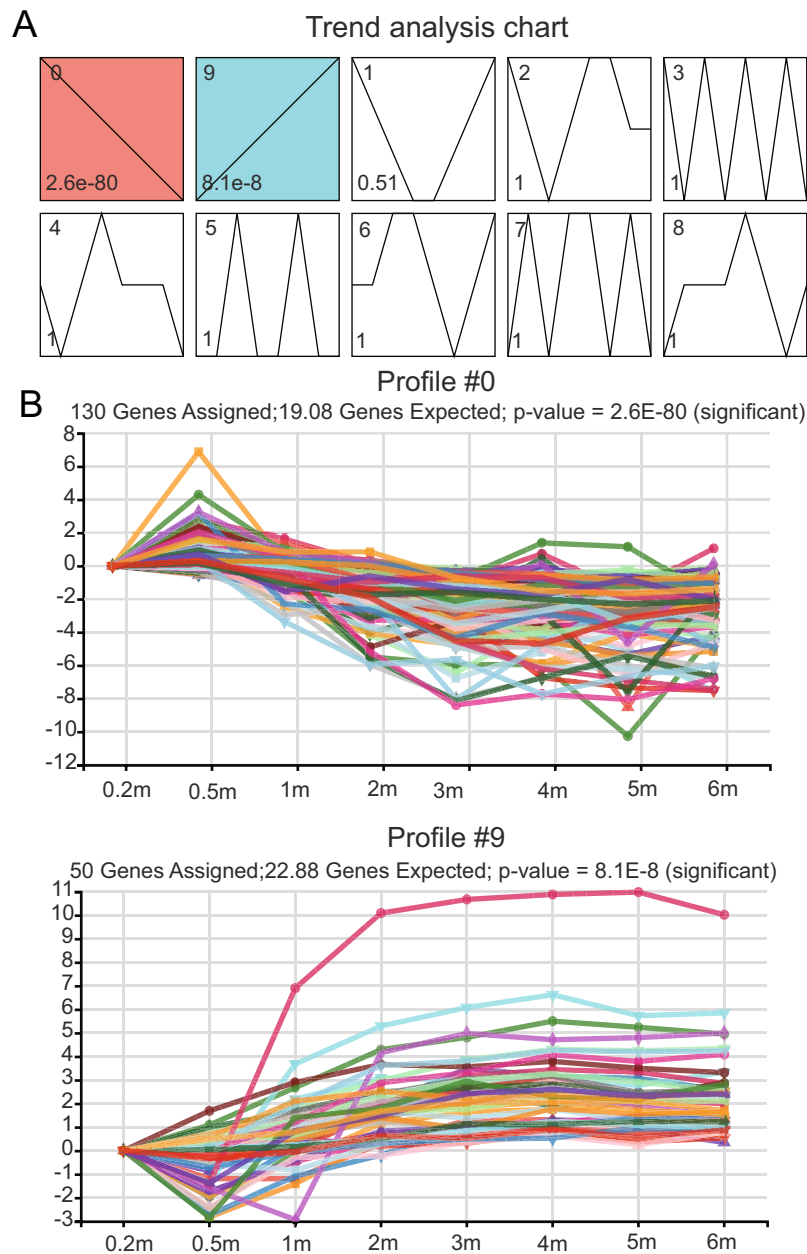 A
Trend analysis chart
0 9 1 2 3
2.6e-80 8.1e-8 0.51 1 1
4 5 6 7 8
1 1 1 1 1
Profile #0
B
130 Genes Assigned;19.08 Genes Expected; p-value = 2.6E-80 (significant)
8
6
4
2
0
-2
-4
-6
-8
-10
-12
0.2m 0.5m 1m 2m 3m 4m 5m 6m
Profile #9
50 Genes Assigned;22.88 Genes Expected; p-value = 8.1E-8 (significant)
11
10
9
8
7
6
5
4
3
2
1
0
-1
-2
-3
0.2m 0.5m 1m 2m 3m 4m 5m 6m